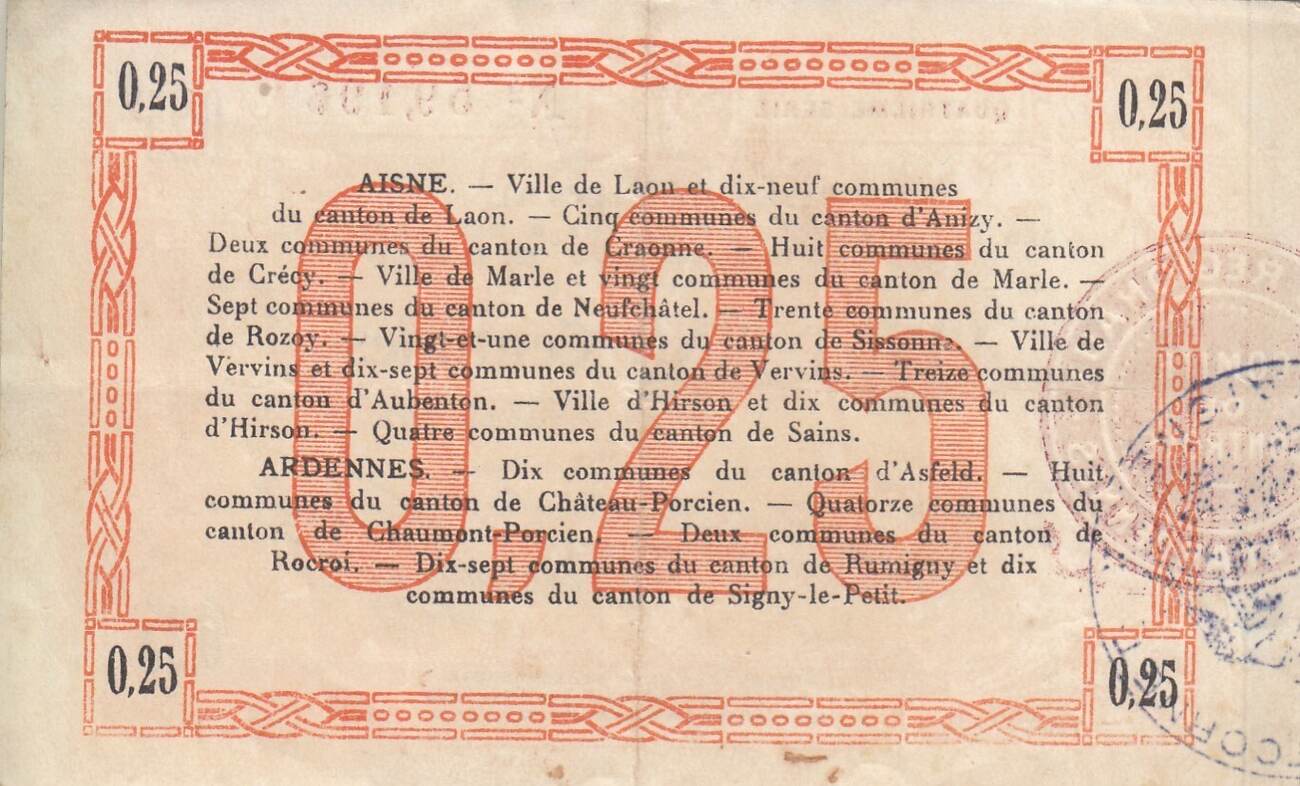 0,25
0,25
AISNE. — Ville de Laon et dix-neuf communes
du canton de Laon. — Cinq communes du canton d'Anizy. —
Deux communes du canton de Craonne. — Huit communes du canton
de Crécy. — Ville de Marle et vingt communes du canton de Marle. —
Sept communes du canton de Neufchâtel. — Trente communes du canton
de Rozoy. — Vingt-et-une communes du canton de Sissonne. — Ville de
Vervins et dix-sept communes du canton de Vervins. — Treize communes
du canton d'Aubenton. — Ville d'Hirson et dix communes du canton
d'Hirson. — Quatre communes du canton de Sains.
ARDENNES. — Dix communes du canton d'Asfeld. — Huit
communes du canton de Château-Porcien. — Quatorze communes du
canton de Chaumont-Porcien. — Deux communes du canton de
Rocroi. — Dix-sept communes du canton de Rumigny et dix
communes du canton de Signy-le-Petit.
0,25
0,25
0,25